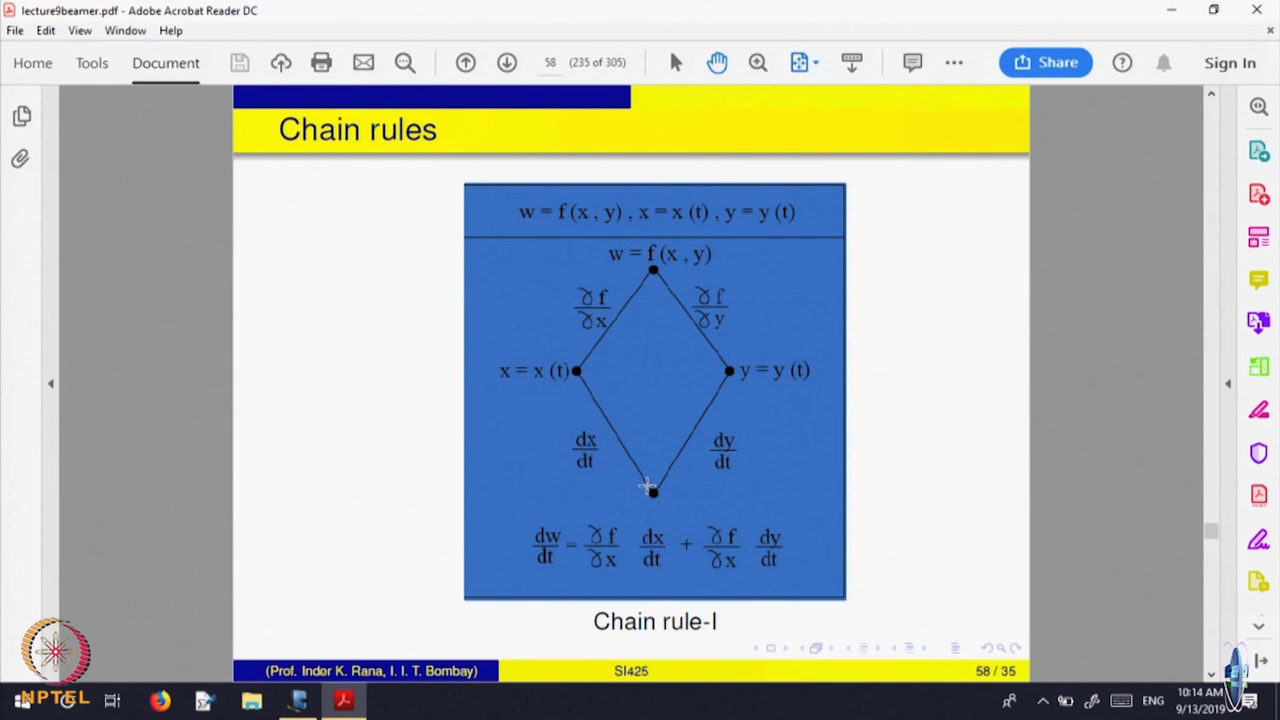 lecture9beamer.pdf - Adobe Acrobat Reader DC
File Edit View Window Help
Home Tools Document 58 (235 of 305) Share Sign In
Chain rules
w = f (x , y) , x = x (t) , y = y (t)
w = f (x , y)
∂f/∂x ∂f/∂y
x = x (t) y = y (t)
dx/dt dy/dt
dw/dt = ∂f/∂x dx/dt + ∂f/∂x dy/dt
Chain rule-I
(Prof. Indor K. Rana, I. I. T. Bombay) SI425 58 / 35
NPTEL
ENG
10:14 AM
9/13/2019